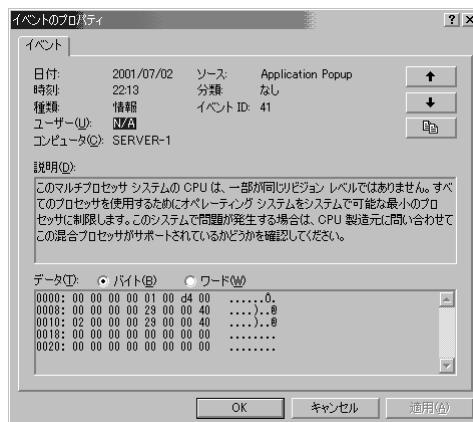 イベントのプロパティ
イベント
日付: 2001/07/02 ソース: Application Popup
時刻: 22:13 分類: なし
種類: 情報 イベント ID: 41
ユーザー(U): N/A
コンピュータ(C): SERVER-1
説明(D):
このマルチプロセッサ システムの CPU は、一部が同じリビジョン レベルではありません。すべ
てのプロセッサを使用するためにオペレーティング システムをシステムで可能な最小のプロ
セッサに制限します。このシステムで問題が発生する場合は、CPU 製造元に問い合わせて
この混合プロセッサがサポートされているかどうかを確認してください。
データ(T): バイト(B) ワード(W)
0000: 00 00 00 00 01 00 d4 00 ......Ô.
0008: 00 00 00 00 29 00 00 40 ....)..@
0010: 02 00 00 00 29 00 00 40 ....)..@
0018: 00 00 00 00 00 00 00 00 ........
0020: 00 00 00 00 00 00 00 00 ........
OK キャンセル 適用(A)